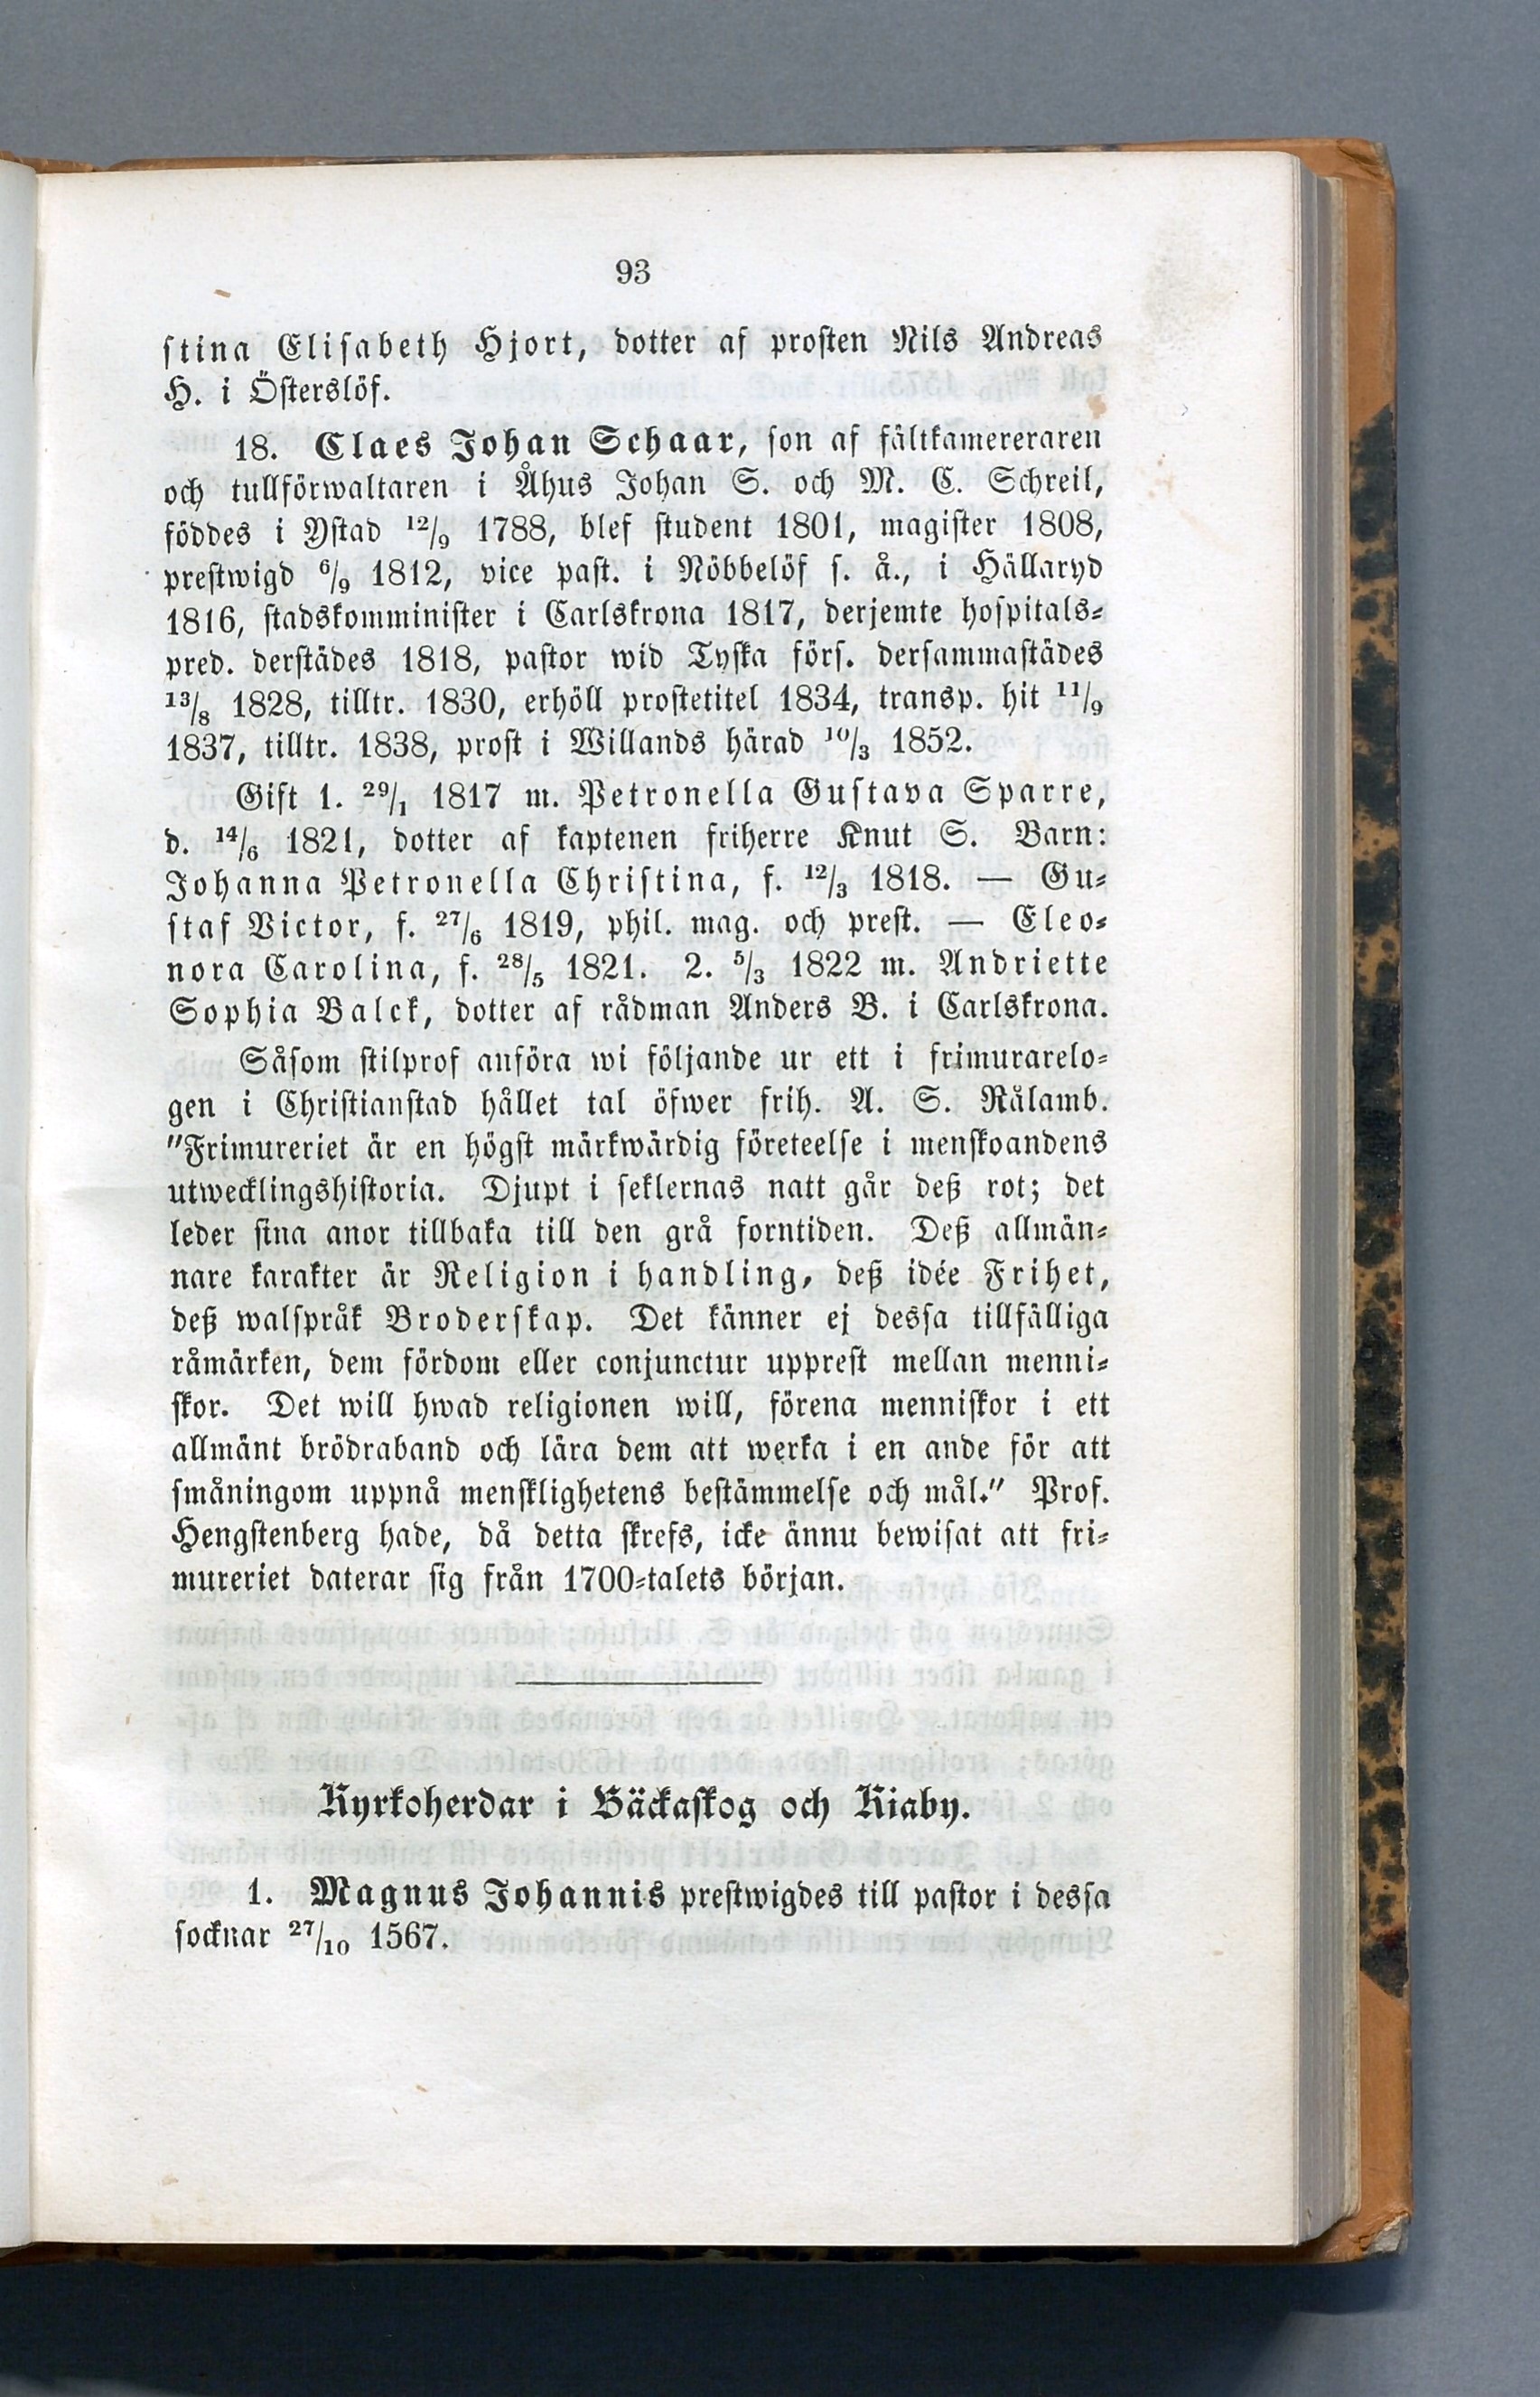 93
stina Elisabeth Hjort, dotter af prosten Nils Andreas
H. i Österslöf.
18. Claes Johan Schaar, son af fältkamereraren
och tullförwaltaren i Åhus Johan S. och M. C. Schreil,
föddes i Ystad 12/9 1788, blef student 1801, magister 1808,
prestwigd 6/9 1812, vice past. i Nöbbelöf s. å., i Hällaryd
1816, stadskomminister i Carlskrona 1817, derjemte hospitals-
pred. derstädes 1818, pastor wid Tyska förs. dersammastädes
13/8 1828, tilltr. 1830, erhöll prostetitel 1834, transp. hit 11/9
1837, tilltr. 1838, prost i Willands härad 10/3 1852.
Gift 1. 29/1 1817 m. Petronella Gustava Sparre,
d. 14/6 1821, dotter af kaptenen friherre Knut S. Barn:
Johanna Petronella Christina, f. 12/3 1818. — Gu-
staf Victor, f. 27/6 1819, phil. mag. och prest. — Eleo-
nora Carolina, f. 28/5 1821. 2. 5/3 1822 m. Andriette
Sophia Balck, dotter af rådman Anders B. i Carlskrona.
Såsom stilprof anföra wi följande ur ett i frimurarelo-
gen i Christianstad hållet tal öfwer frih. A. S. Rålamb.
"Frimureriet är en högst märkwärdig företeelse i menskoandens
utwecklingshistoria. Djupt i seklernas natt går deß rot; det
leder sina anor tillbaka till den grå forntiden. Deß allmän-
nare karakter är Religion i handling, deß idée Frihet,
deß walspråk Broderskap. Det känner ej dessa tillfälliga
råmärken, dem fördom eller conjunctur upprest mellan menni-
skor. Det will hwad religionen will, förena menniskor i ett
allmänt brödraband och lära dem att werka i en ande för att
småningom uppnå mensklighetens bestämmelse och mål." Prof.
Hengstenberg hade, då detta skrefs, icke ännu bewisat att fri-
mureriet daterar sig från 1700-talets början.
Kyrkoherdar i Bäckaskog och Kiaby.
1. Magnus Johannis prestwigdes till pastor i dessa
socknar 27/10 1567.